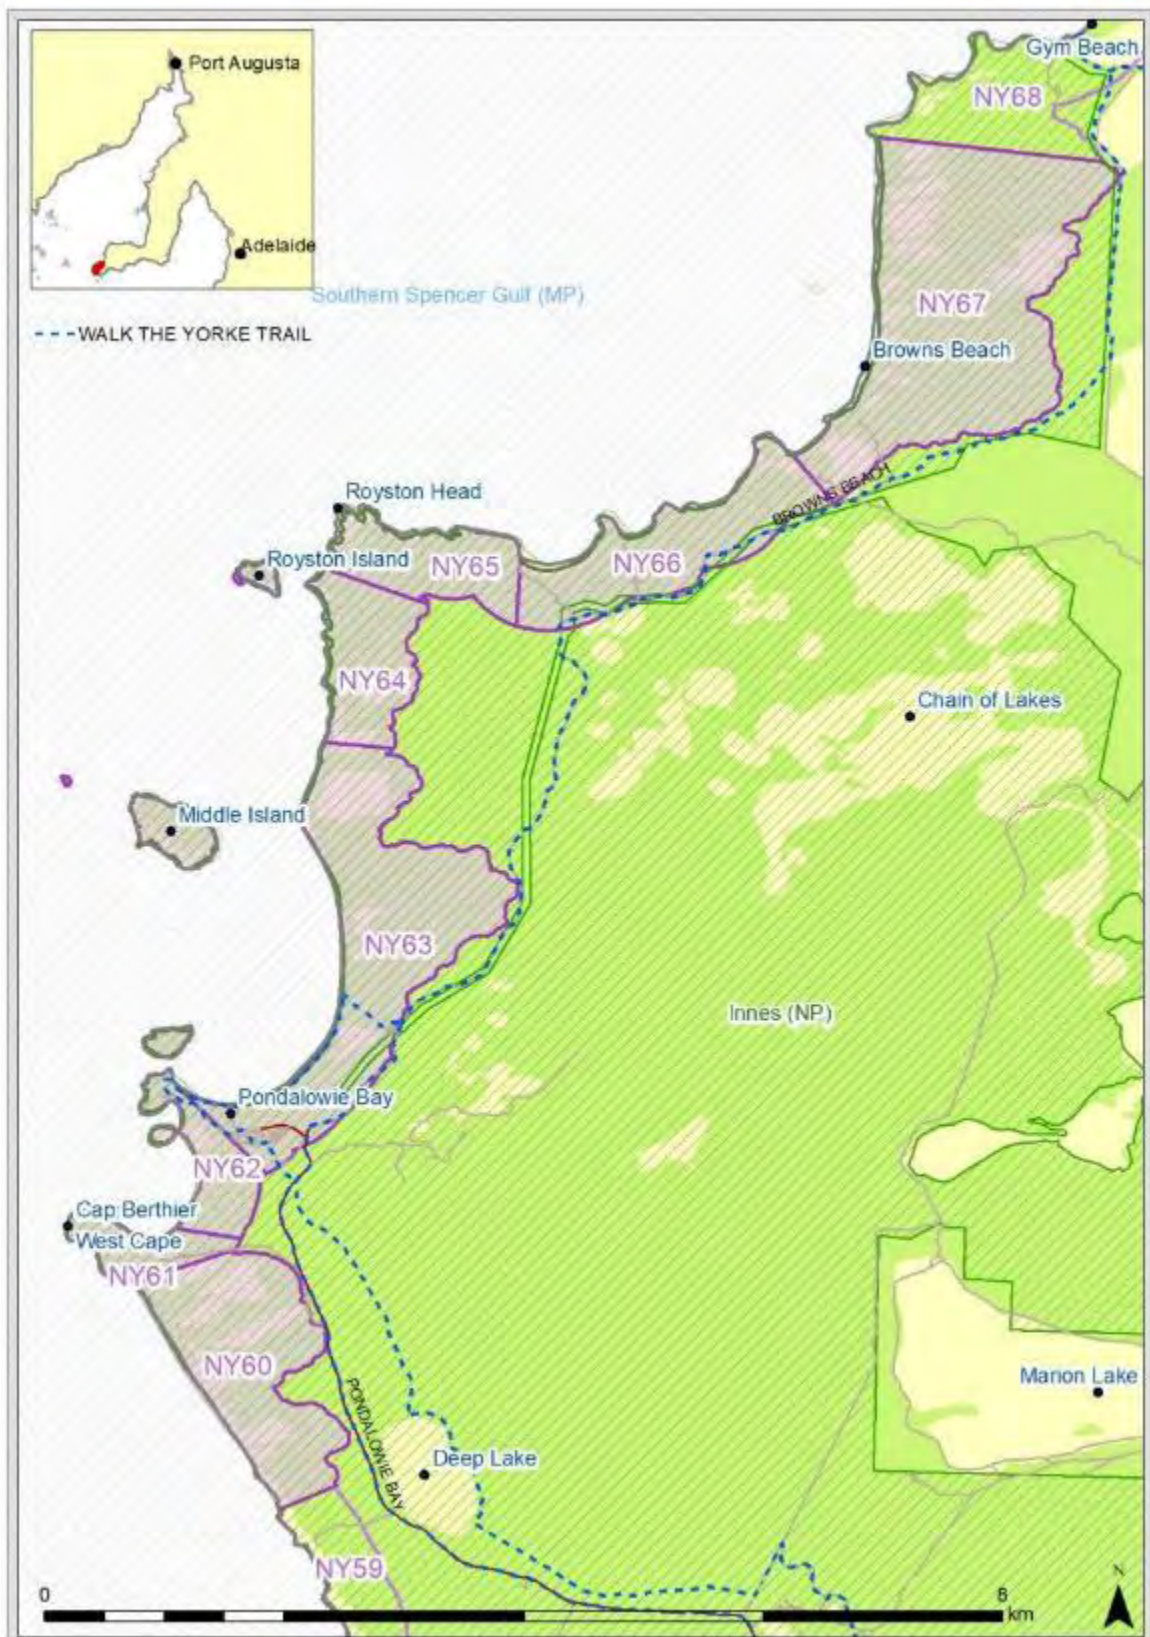 Gym Beach
Port Augusta
NY68
Adelaide
Southern Spencer Gulf (MP)
NY67
WALK THE YORKE TRAIL
Browns Beach
BROWNS BEACH
Royston Head
Royston Island
NY65
NY66
NY64
Chain of Lakes
Middle Island
NY63
Innes (NP)
Pondalowie Bay
NY62
Cap Berthier
West Cape
NY61
NY60
Marion Lake
PONDALOWIE BAY
Deep Lake
NY59
N
0
8
km